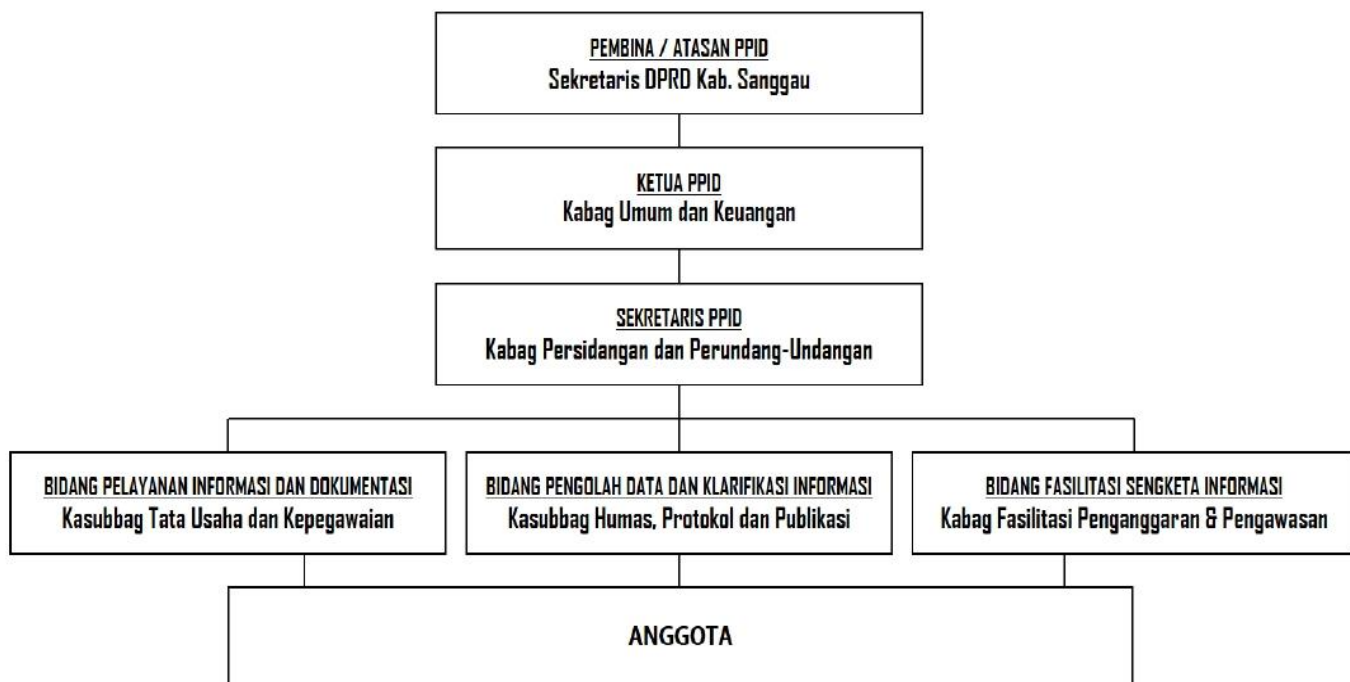 PEMBINA / ATASAN PPID
Sekretaris DPRD Kab. Sanggau
KETUA PPID
Kabag Umum dan Keuangan
SEKRETARIS PPID
Kabag Persidangan dan Perundang-Undangan
BIDANG PELAYANAN INFORMASI DAN DOKUMENTASI
Kasubbag Tata Usaha dan Kepegawaian
BIDANG PENGOLAH DATA DAN KLARIFIKASI INFORMASI
Kasubbag Humas, Protokol dan Publikasi
BIDANG FASILITASI SENGKETA INFORMASI
Kabag Fasilitasi Penganggaran & Pengawasan
ANGGOTA